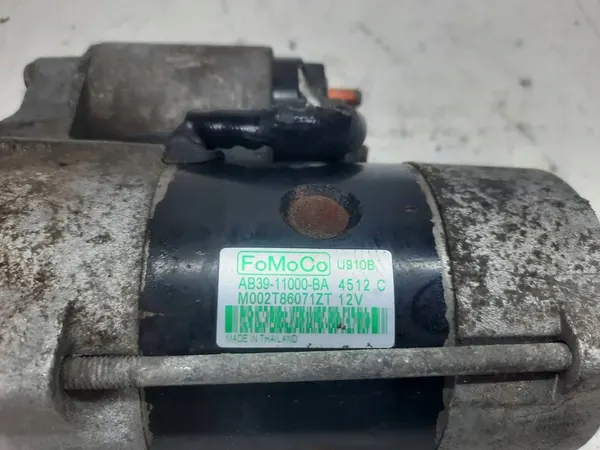 FoMoCo U910B
AB39-11000-BA 4512 C
M002T86071ZT 12V
MADE IN THAILAND